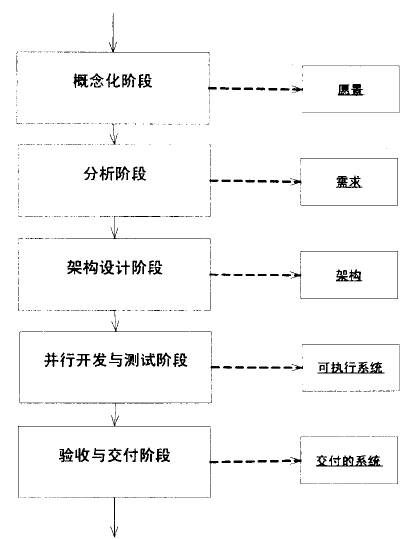 概念化阶段
愿景
分析阶段
需求
架构设计阶段
架构
并行开发与测试阶段
可执行系统
验收与交付阶段
交付的系统